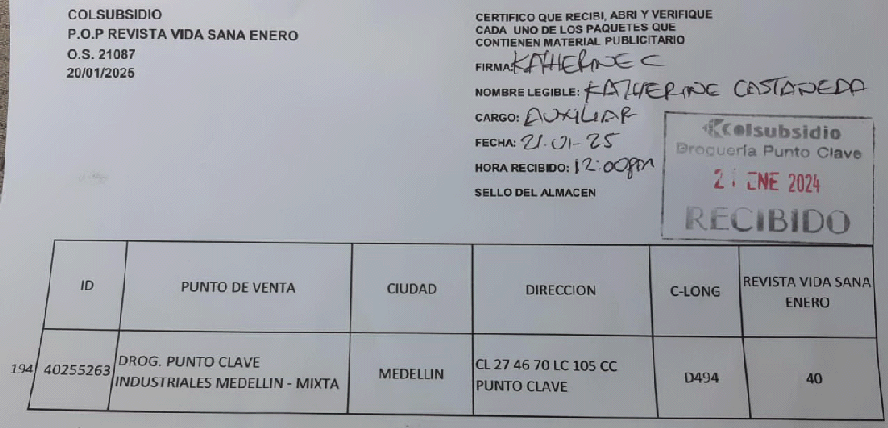 COLSUBSIDIO
P.O.P REVISTA VIDA SANA ENERO
O.S. 21087
20/01/2025
CERTIFICO QUE RECIBI, ABRI Y VERIFIQUE
CADA UNO DE LOS PAQUETES QUE
CONTIENEN MATERIAL PUBLICITARIO
FIRMA: KATHERINE C
NOMBRE LEGIBLE: KATHERINE CASTAÑEDA
CARGO: AUXILIAR
FECHA: 21-01-25
HORA RECIBIDO: 12:00pm
SELLO DEL ALMACEN
Colsubsidio
Droguería Punto Clave
21 ENE 2024
RECIBIDO
ID PUNTO DE VENTA CIUDAD DIRECCION C-LONG REVISTA VIDA SANA ENERO
194 40255263 DROG. PUNTO CLAVE INDUSTRIALES MEDELLIN - MIXTA MEDELLIN CL 27 46 70 LC 105 CC PUNTO CLAVE D494 40